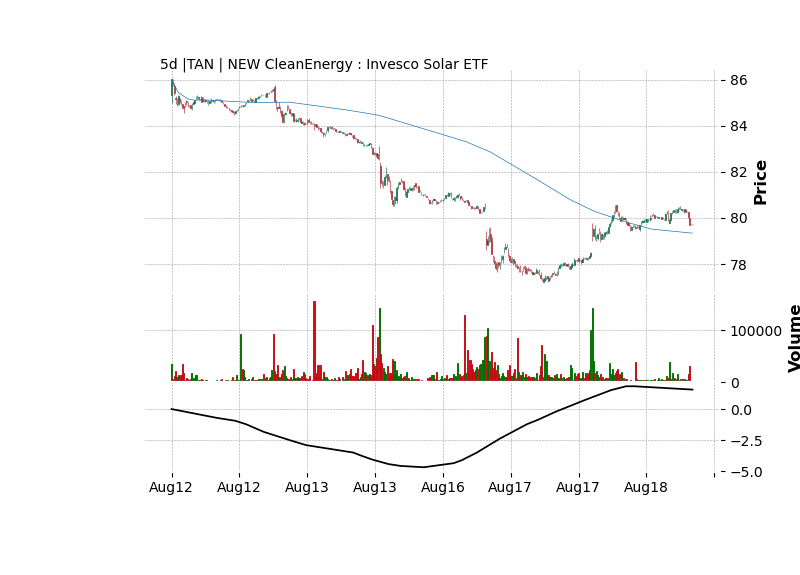 5d |TAN | NEW CleanEnergy : Invesco Solar ETF
86
84
82
80
78
Price
100000
0
Volume
0.0
−2.5
−5.0
Aug12 Aug12 Aug13 Aug13 Aug16 Aug17 Aug17 Aug18